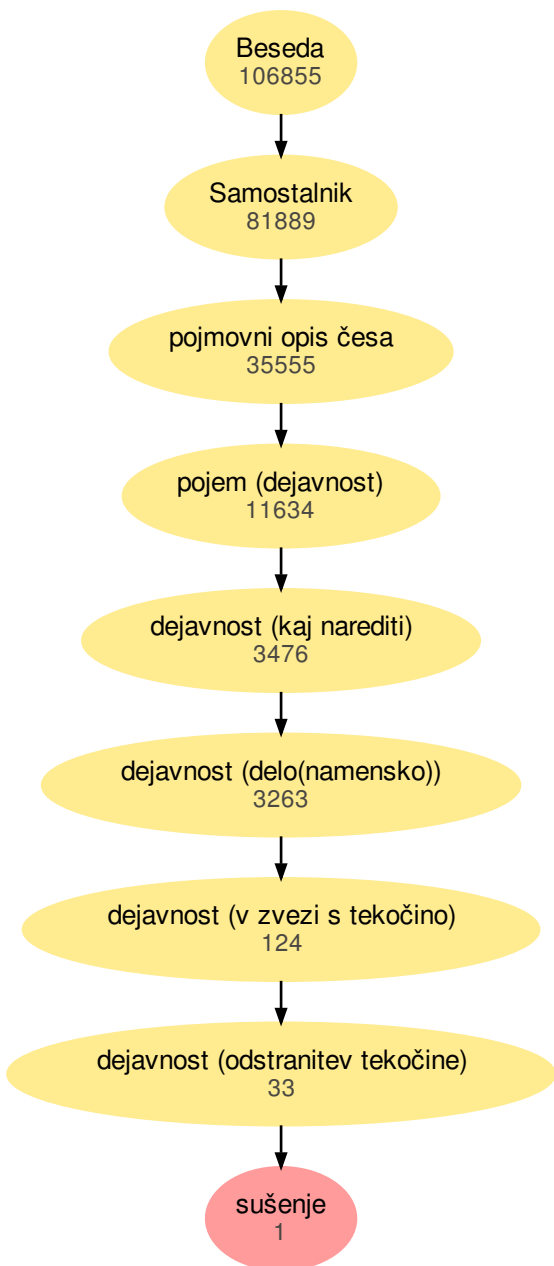 Beseda
106855
Samostalnik
81889
pojmovni opis česa
35555
pojem (dejavnost)
11634
dejavnost (kaj narediti)
3476
dejavnost (delo(namensko))
3263
dejavnost (v zvezi s tekočino)
124
dejavnost (odstranitev tekočine)
33
sušenje
1